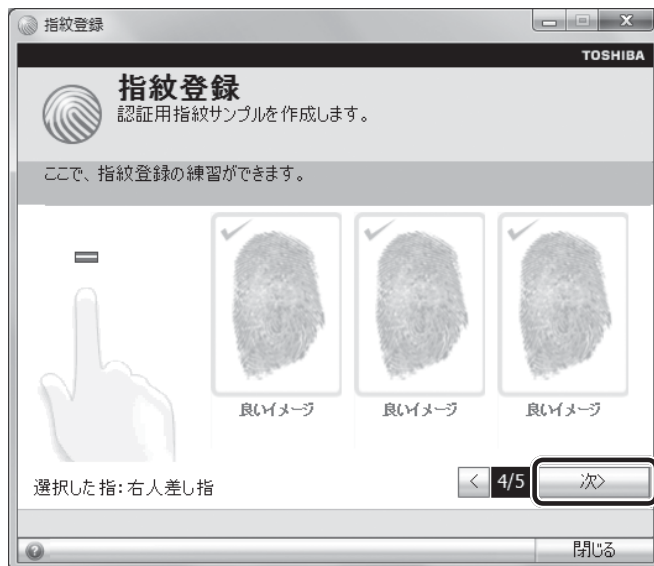 指紋登録
TOSHIBA
指紋登録
認証用指紋サンプルを作成します。
ここで、指紋登録の練習ができます。
良いイメージ
良いイメージ
良いイメージ
選択した指:右人差し指
< 4/5 次>
? 閉じる